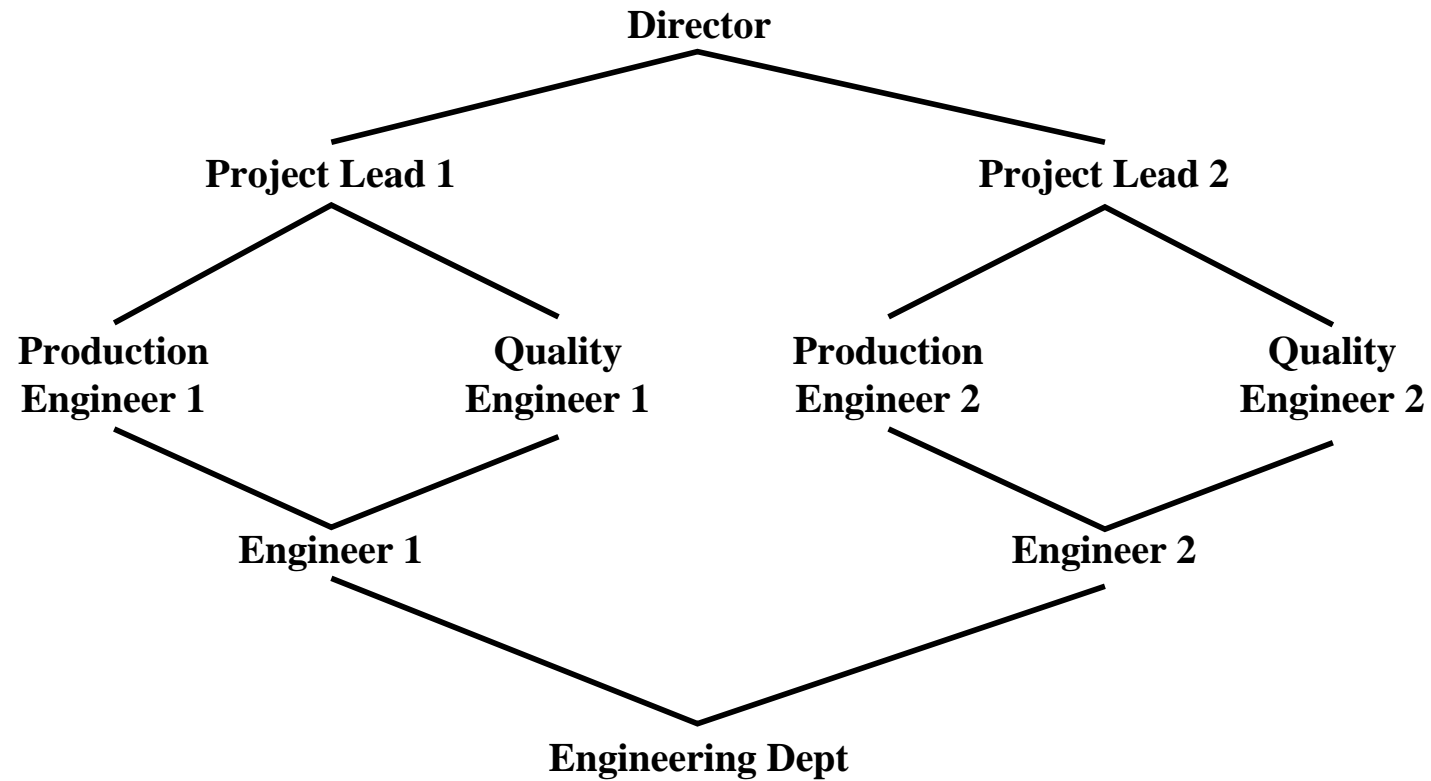 Director
Project Lead 1
Project Lead 2
Production
Engineer 1
Quality
Engineer 1
Production
Engineer 2
Quality
Engineer 2
Engineer 1
Engineer 2
Engineering Dept